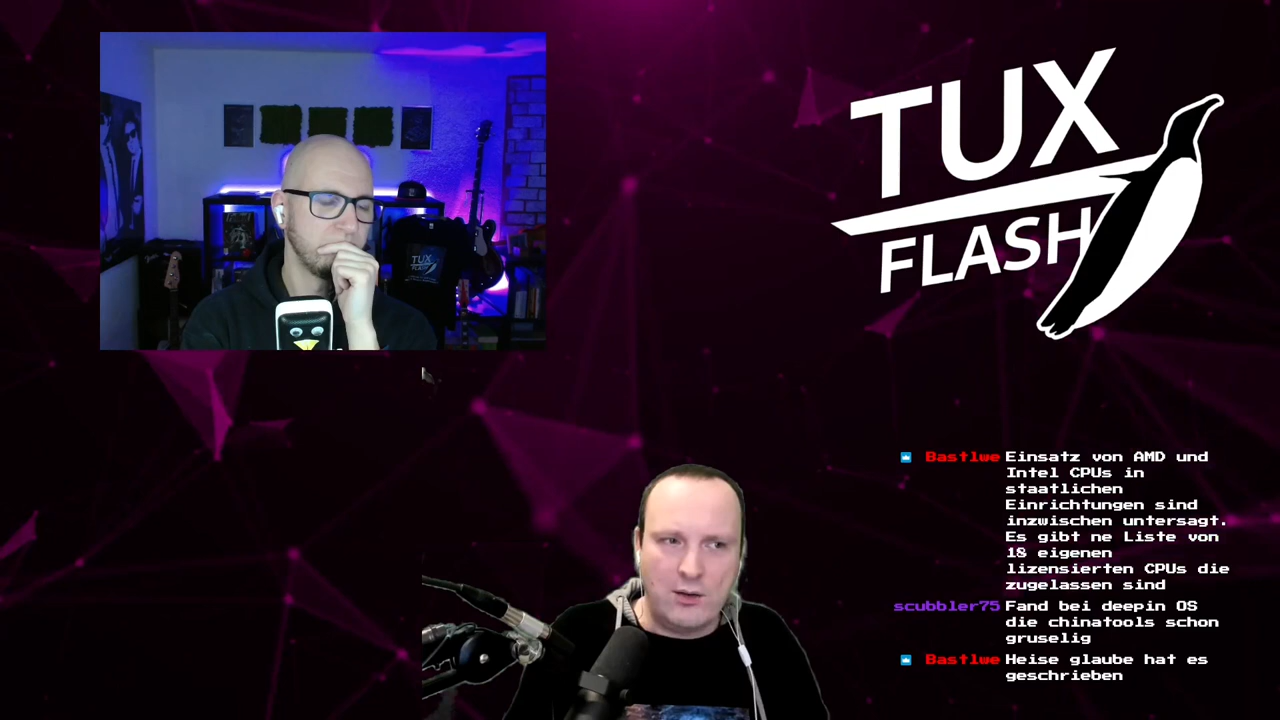 TUX
FLASH
TUX
FLASH
Bastlwe Einsatz von AMD und
Intel CPUs in
staatlichen
Einrichtungen sind
inzwischen untersagt.
Es gibt ne Liste von
18 eigenen
lizensierten CPUs die
zugelassen sind
scubbler75 Fand bei deepin OS
die chinatools schon
gruselig
Bastlwe Heise glaube hat es
geschrieben